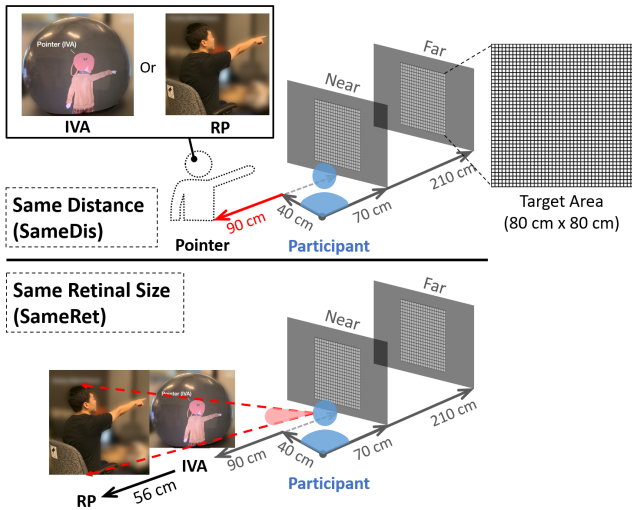 Pointer (IVA)
Or
IVA
RP
Near
Far
Target Area
(80 cm x 80 cm)
Same Distance
(SameDis)
Pointer
90 cm
40 cm
70 cm
210 cm
Participant
Same Retinal Size
(SameRet)
Near
Far
Pointer (IVA)
IVA
RP
56 cm
90 cm
40 cm
70 cm
210 cm
Participant